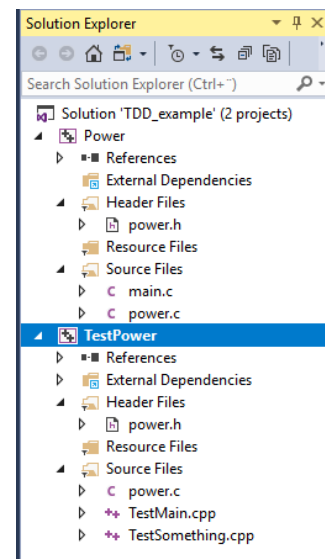 Solution Explorer
Search Solution Explorer (Ctrl+¨)
Solution 'TDD_example' (2 projects)
Power
References
External Dependencies
Header Files
power.h
Resource Files
Source Files
main.c
power.c
TestPower
References
External Dependencies
Header Files
power.h
Resource Files
Source Files
power.c
TestMain.cpp
TestSomething.cpp